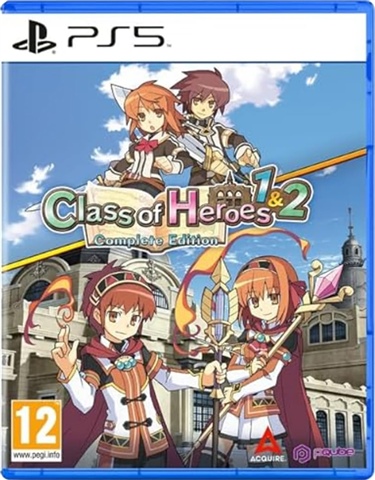 PS5
Class of Heroes 1&2
Complete Edition
12
www.pegi.info
ACQUIRE
PQube